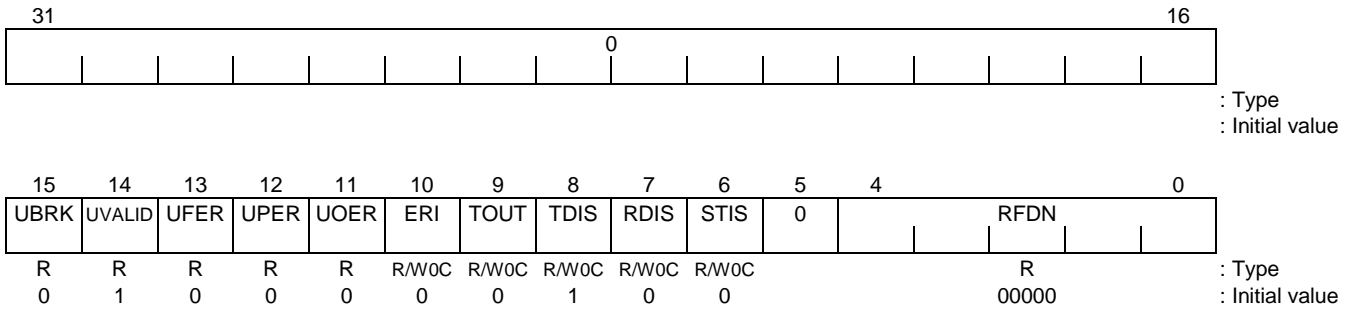 31 16
0
: Type
: Initial value
15 14 13 12 11 10 9 8 7 6 5 4 0
UBRK UVALID UFER UPER UOER ERI TOUT TDIS RDIS STIS 0 RFDN
R R R R R R/W0C R/W0C R/W0C R/W0C R/W0C R : Type
0 1 0 0 0 0 0 1 0 0 00000 : Initial value